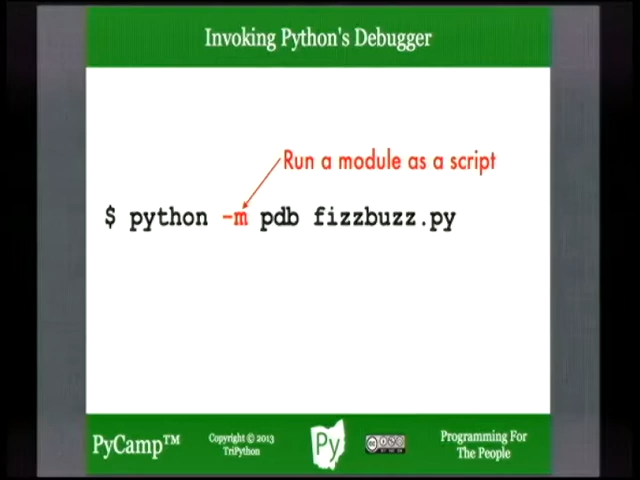 Invoking Python's Debugger
Run a module as a script
$ python -m pdb fizzbuzz.py
PyCamp™
Copyright © 2013
TriPython
Py
Programming For
The People